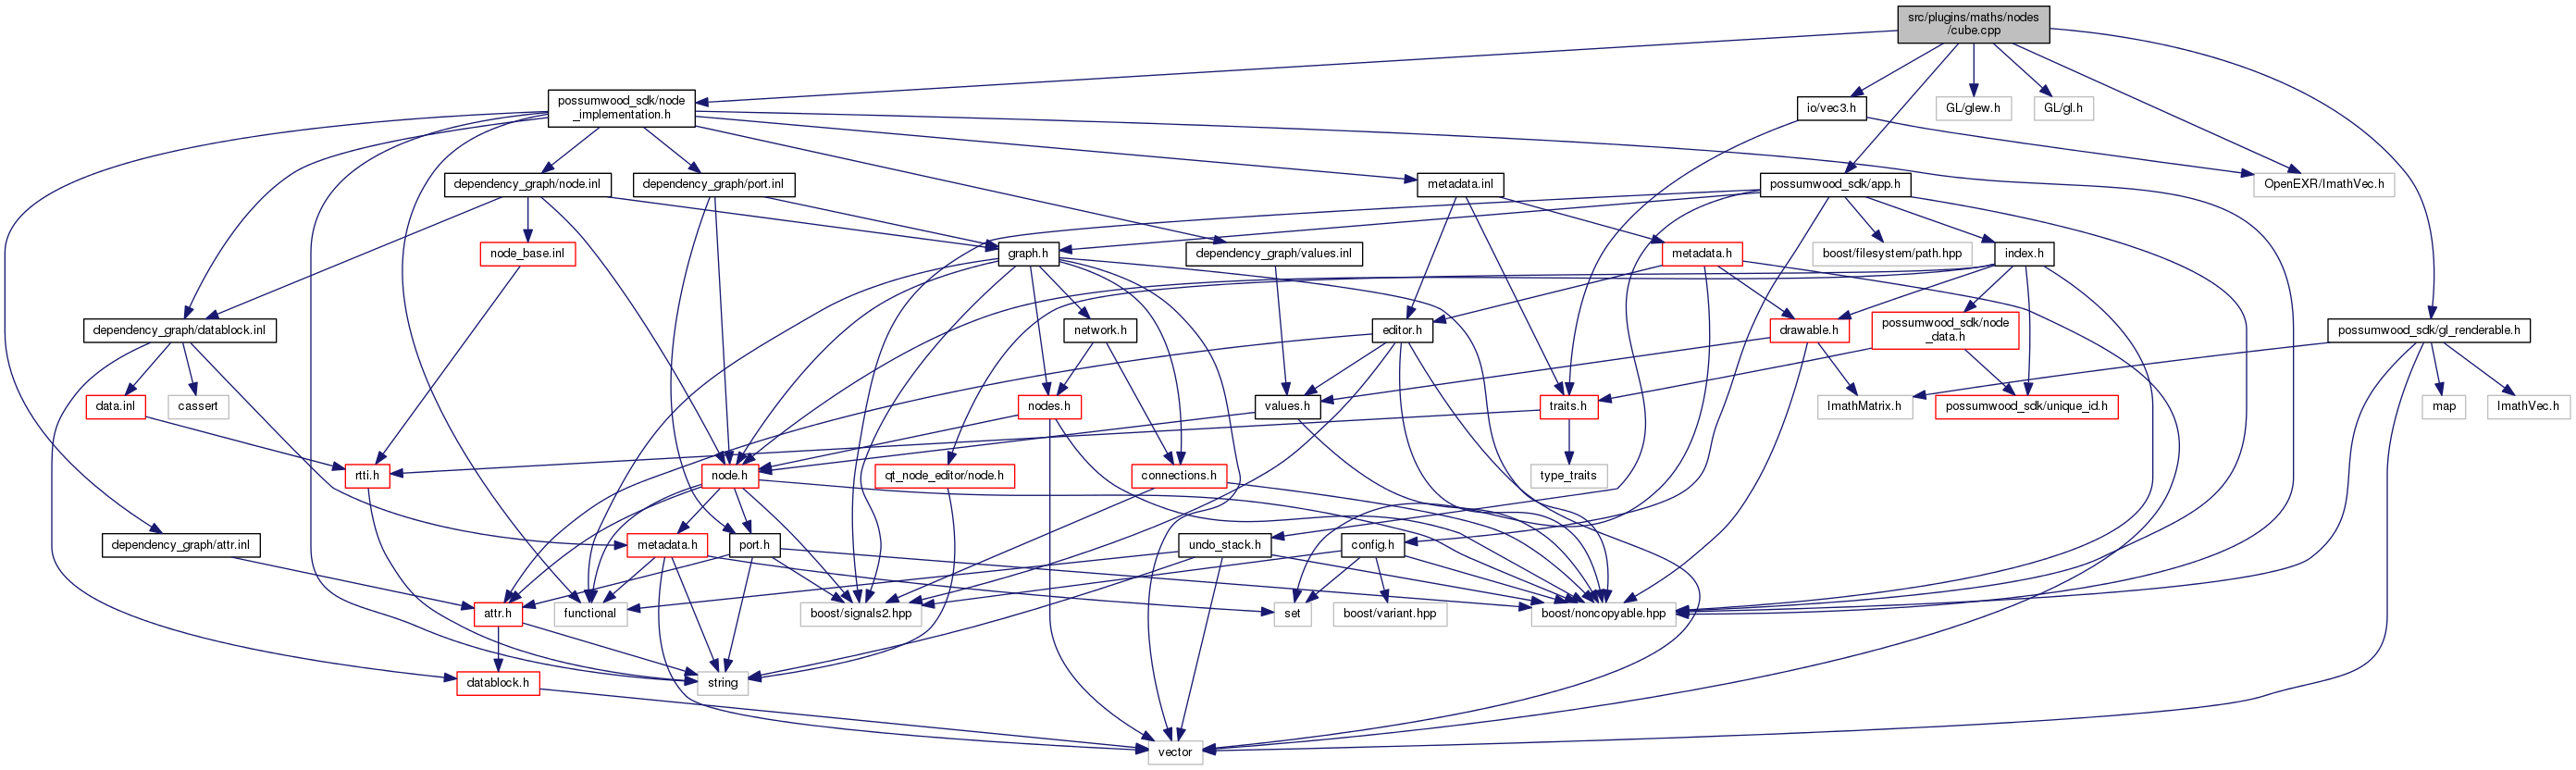 src/plugins/maths/nodes
/cube.cpp
possumwood_sdk/node
_implementation.h
io/vec3.h
GL/glew.h
GL/gl.h
dependency_graph/node.inl
dependency_graph/port.inl
metadata.inl
possumwood_sdk/app.h
OpenEXR/ImathVec.h
node_base.inl
graph.h
dependency_graph/values.inl
metadata.h
boost/filesystem/path.hpp
index.h
dependency_graph/datablock.inl
network.h
editor.h
drawable.h
possumwood_sdk/node
_data.h
possumwood_sdk/gl_renderable.h
data.inl
cassert
nodes.h
values.h
traits.h
ImathMatrix.h
possumwood_sdk/unique_id.h
map
ImathVec.h
rtti.h
node.h
qt_node_editor/node.h
connections.h
type_traits
dependency_graph/attr.inl
metadata.h
port.h
undo_stack.h
config.h
attr.h
functional
boost/signals2.hpp
set
boost/variant.hpp
boost/noncopyable.hpp
datablock.h
string
vector